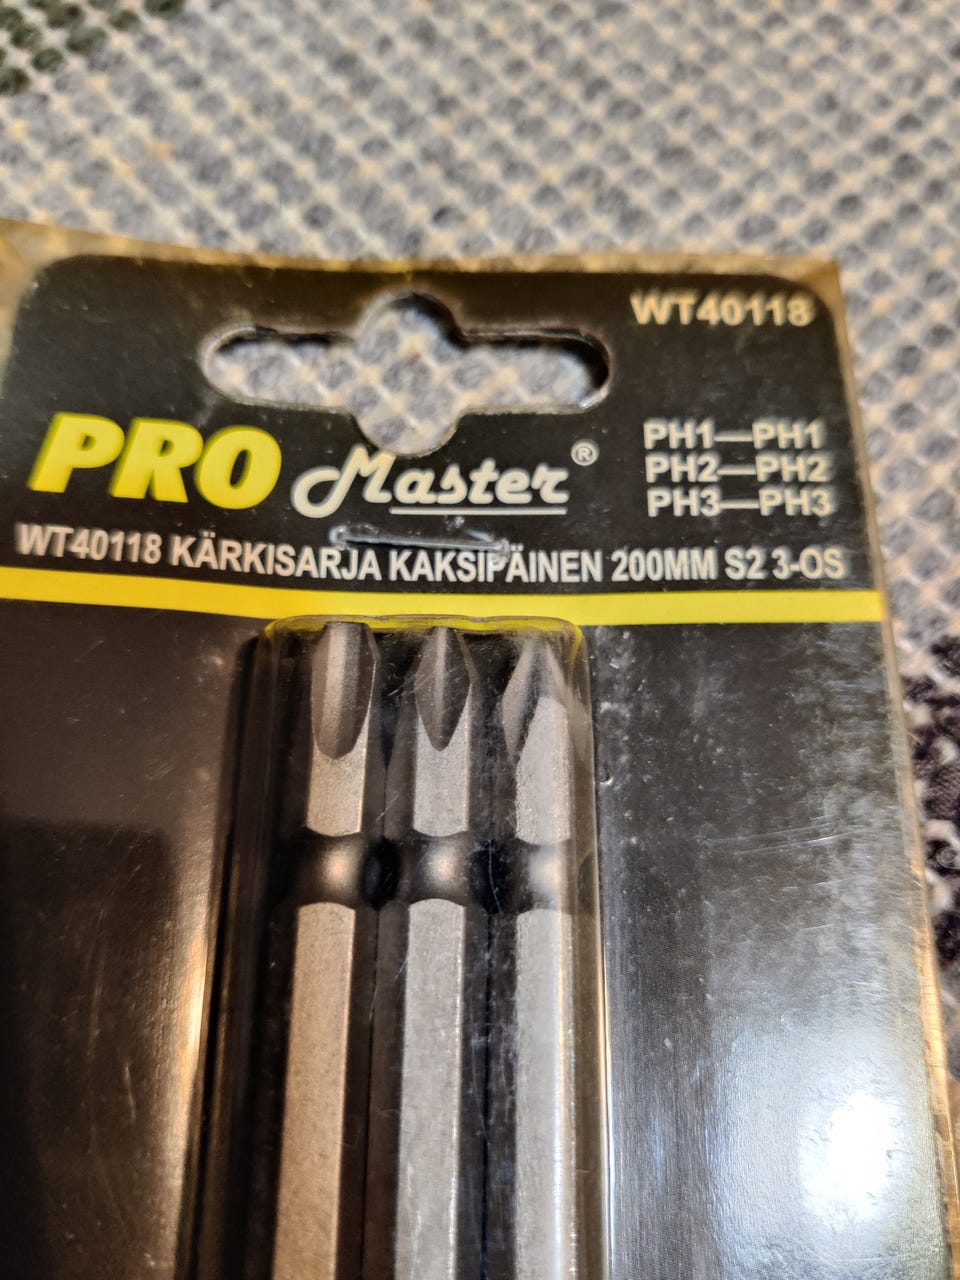 WT40118
PRO Master®
PH1—PH1
PH2—PH2
PH3—PH3
WT40118 KÄRKISARJA KAKSIPÄINEN 200MM S2 3-OS